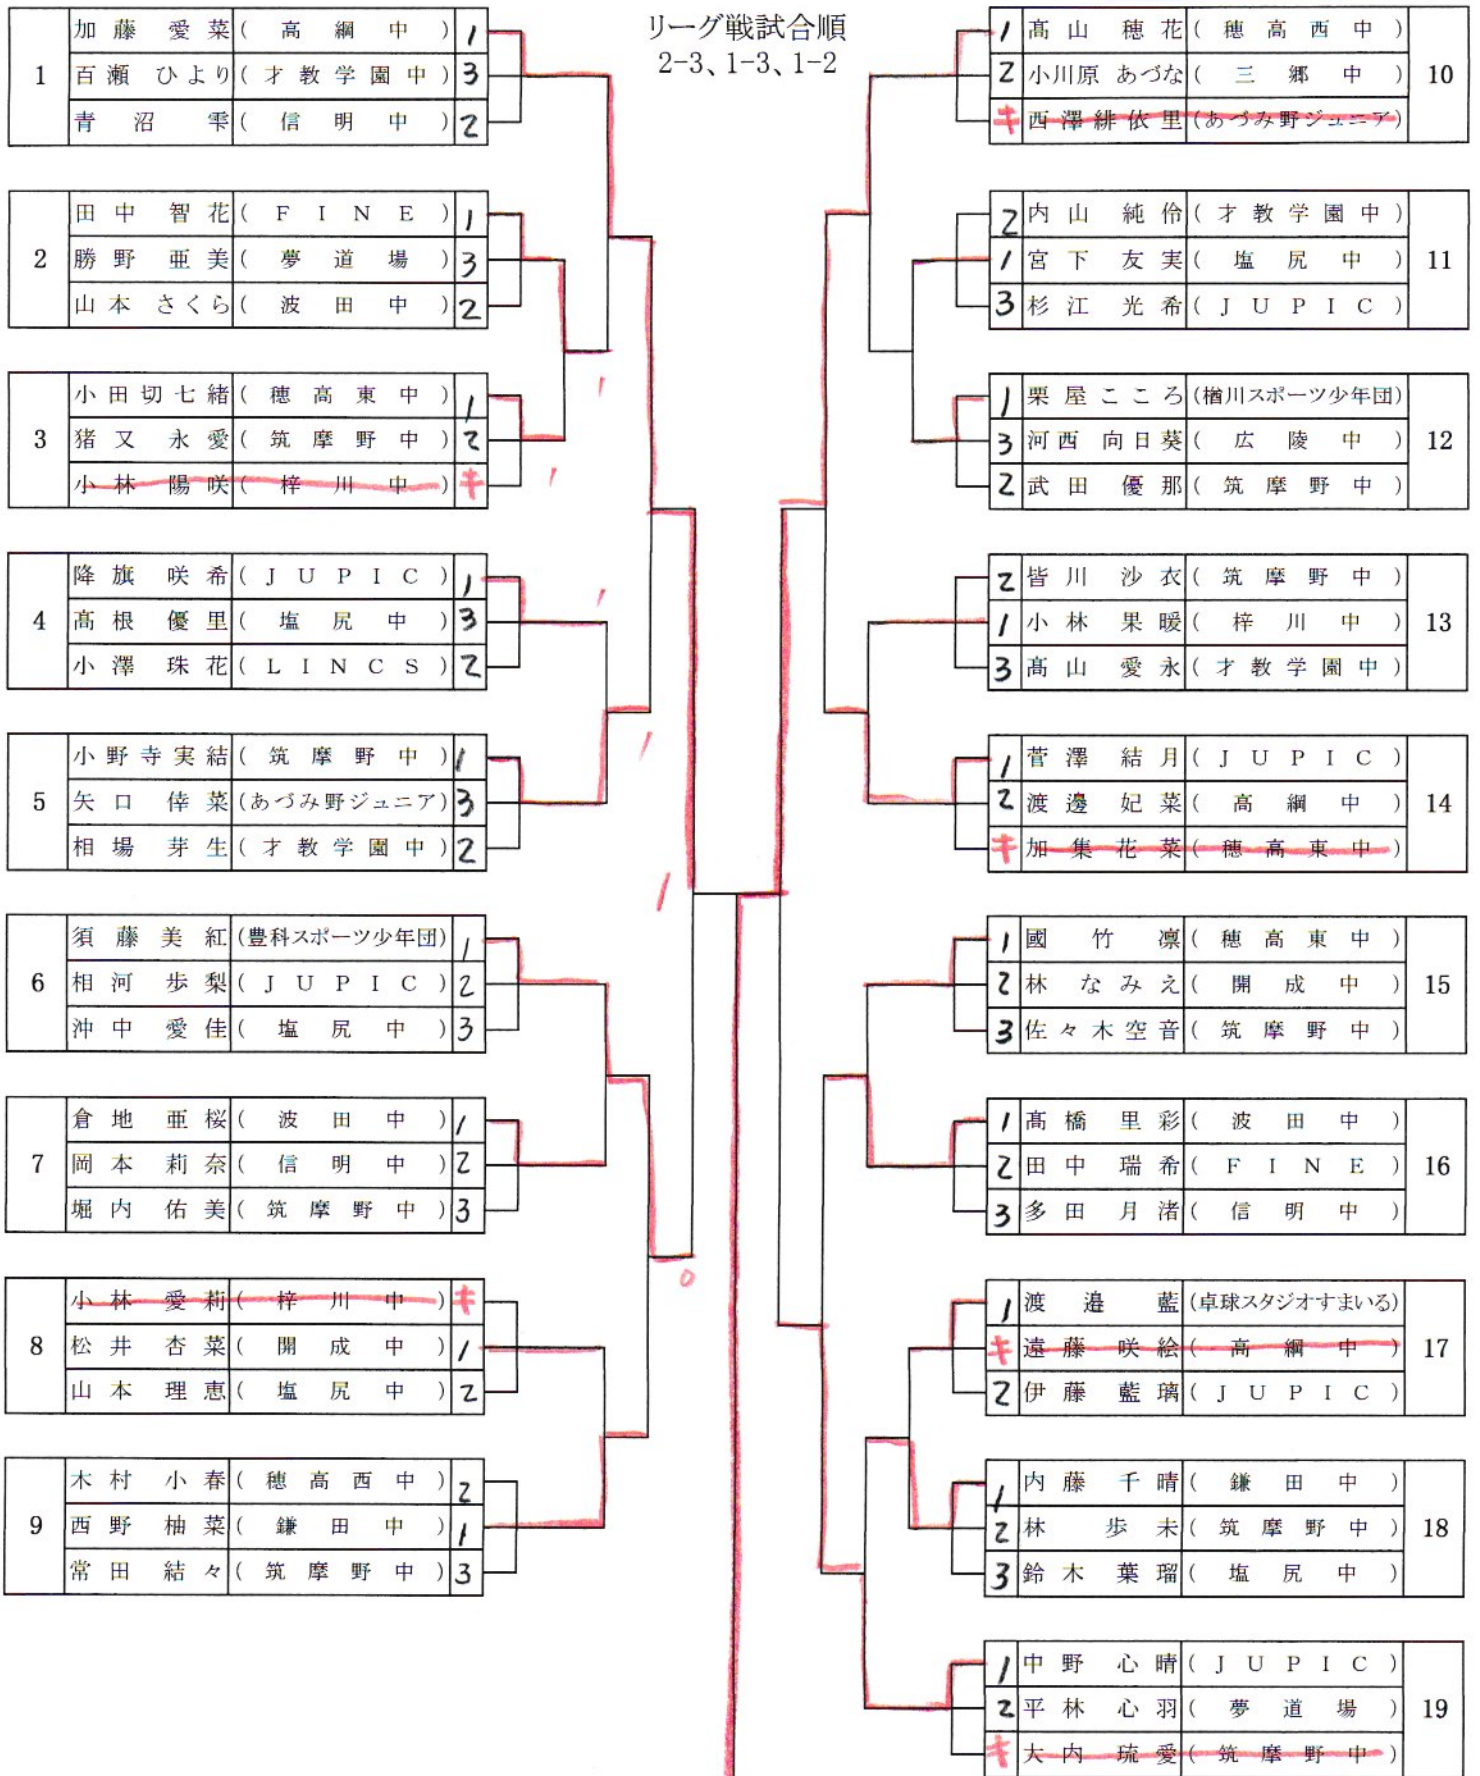 リーグ戦試合順
2-3、1-3、1-2
1
加藤 愛菜 (高綱中) 1
百瀬 ひより (才教学園中) 3
青沼 雫 (信明中) 2
2
田中 智花 (FINE) 1
勝野 亜美 (夢道場) 3
山本 さくら (波田中) 2
3
小田切七緒 (穂高東中) 1
猪又 永愛 (筑摩野中) 2
小林 陽咲 (梓川中) キ
4
降旗 咲希 (JUPIC) 1
髙根 優里 (塩尻中) 3
小澤 珠花 (LINCS) 2
5
小野寺実結 (筑摩野中) 1
矢口 倖菜 (あづみ野ジュニア) 3
相場 芽生 (才教学園中) 2
6
須藤 美紅 (豊科スポーツ少年団) 1
相河 歩梨 (JUPIC) 2
沖中 愛佳 (塩尻中) 3
7
倉地 亜桜 (波田中) 1
岡本 莉奈 (信明中) 2
堀内 佑美 (筑摩野中) 3
8
小林 愛莉 (梓川中) キ
松井 杏菜 (開成中) 1
山本 理恵 (塩尻中) 2
9
木村 小春 (穂高西中) 2
西野 柚菜 (鎌田中) 1
常田 結々 (筑摩野中) 3
1
1
1
1
1
0
1 髙山 穂花 (穂高西中)
2 小川原 あづな (三郷中)
キ 西澤緋依里 (あづみ野ジュニア)
10
2 内山 純伶 (才教学園中)
1 宮下 友実 (塩尻中)
3 杉江 光希 (JUPIC)
11
1 栗屋こころ (楢川スポーツ少年団)
3 河西 向日葵 (広陵中)
2 武田 優那 (筑摩野中)
12
2 皆川 沙衣 (筑摩野中)
1 小林 果暖 (梓川中)
3 髙山 愛永 (才教学園中)
13
1 菅澤 結月 (JUPIC)
2 渡邊 妃菜 (高綱中)
キ 加集花菜 (穂高東中)
14
1 國竹 凛 (穂高東中)
2 林 なみえ (開成中)
3 佐々木空音 (筑摩野中)
15
1 髙橋 里彩 (波田中)
2 田中 瑞希 (FINE)
3 多田 月渚 (信明中)
16
1 渡邉 藍 (卓球スタジオすまいる)
キ 遠藤 咲絵 (高綱中)
2 伊藤 藍璃 (JUPIC)
17
1 内藤 千晴 (鎌田中)
2 林 歩未 (筑摩野中)
3 鈴木 葉瑠 (塩尻中)
18
1 中野 心晴 (JUPIC)
2 平林 心羽 (夢道場)
キ 大内 琉愛 (筑摩野中)
19